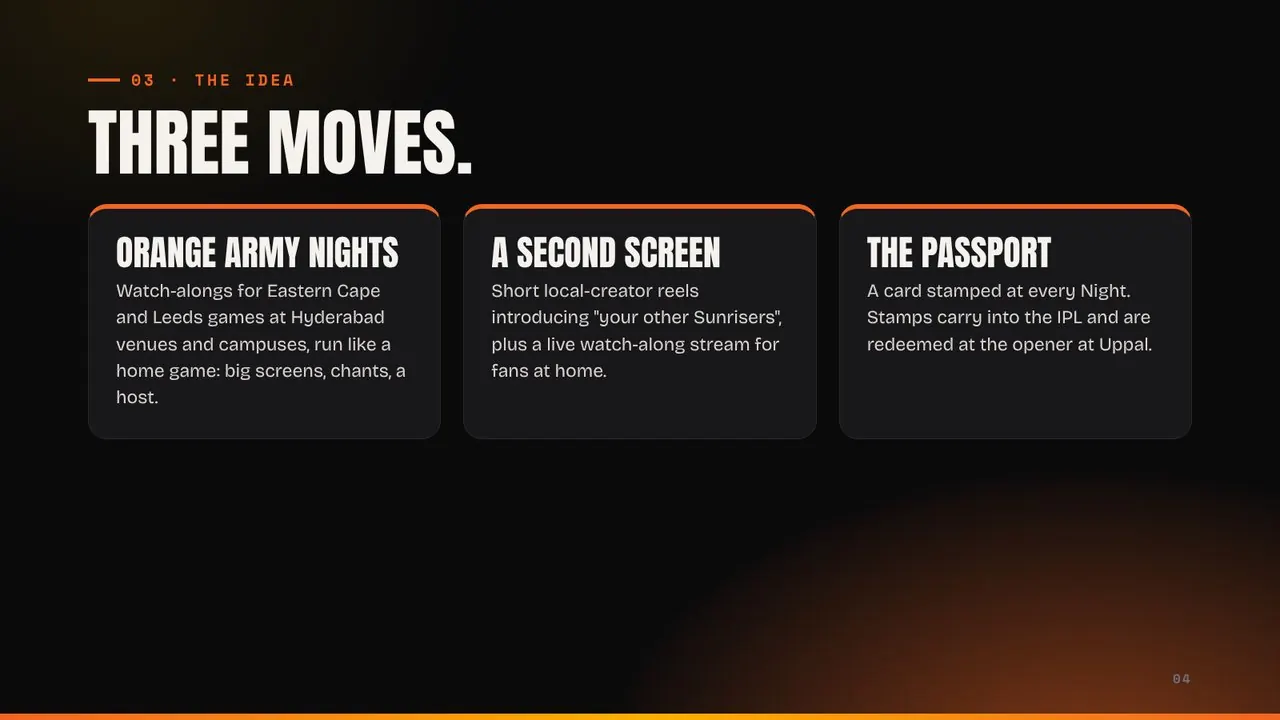 03 · THE IDEA
THREE MOVES.
ORANGE ARMY NIGHTS
Watch-alongs for Eastern Cape
and Leeds games at Hyderabad
venues and campuses, run like a
home game: big screens, chants, a
host.
A SECOND SCREEN
Short local-creator reels
introducing "your other Sunrisers",
plus a live watch-along stream for
fans at home.
THE PASSPORT
A card stamped at every Night.
Stamps carry into the IPL and are
redeemed at the opener at Uppal.
04